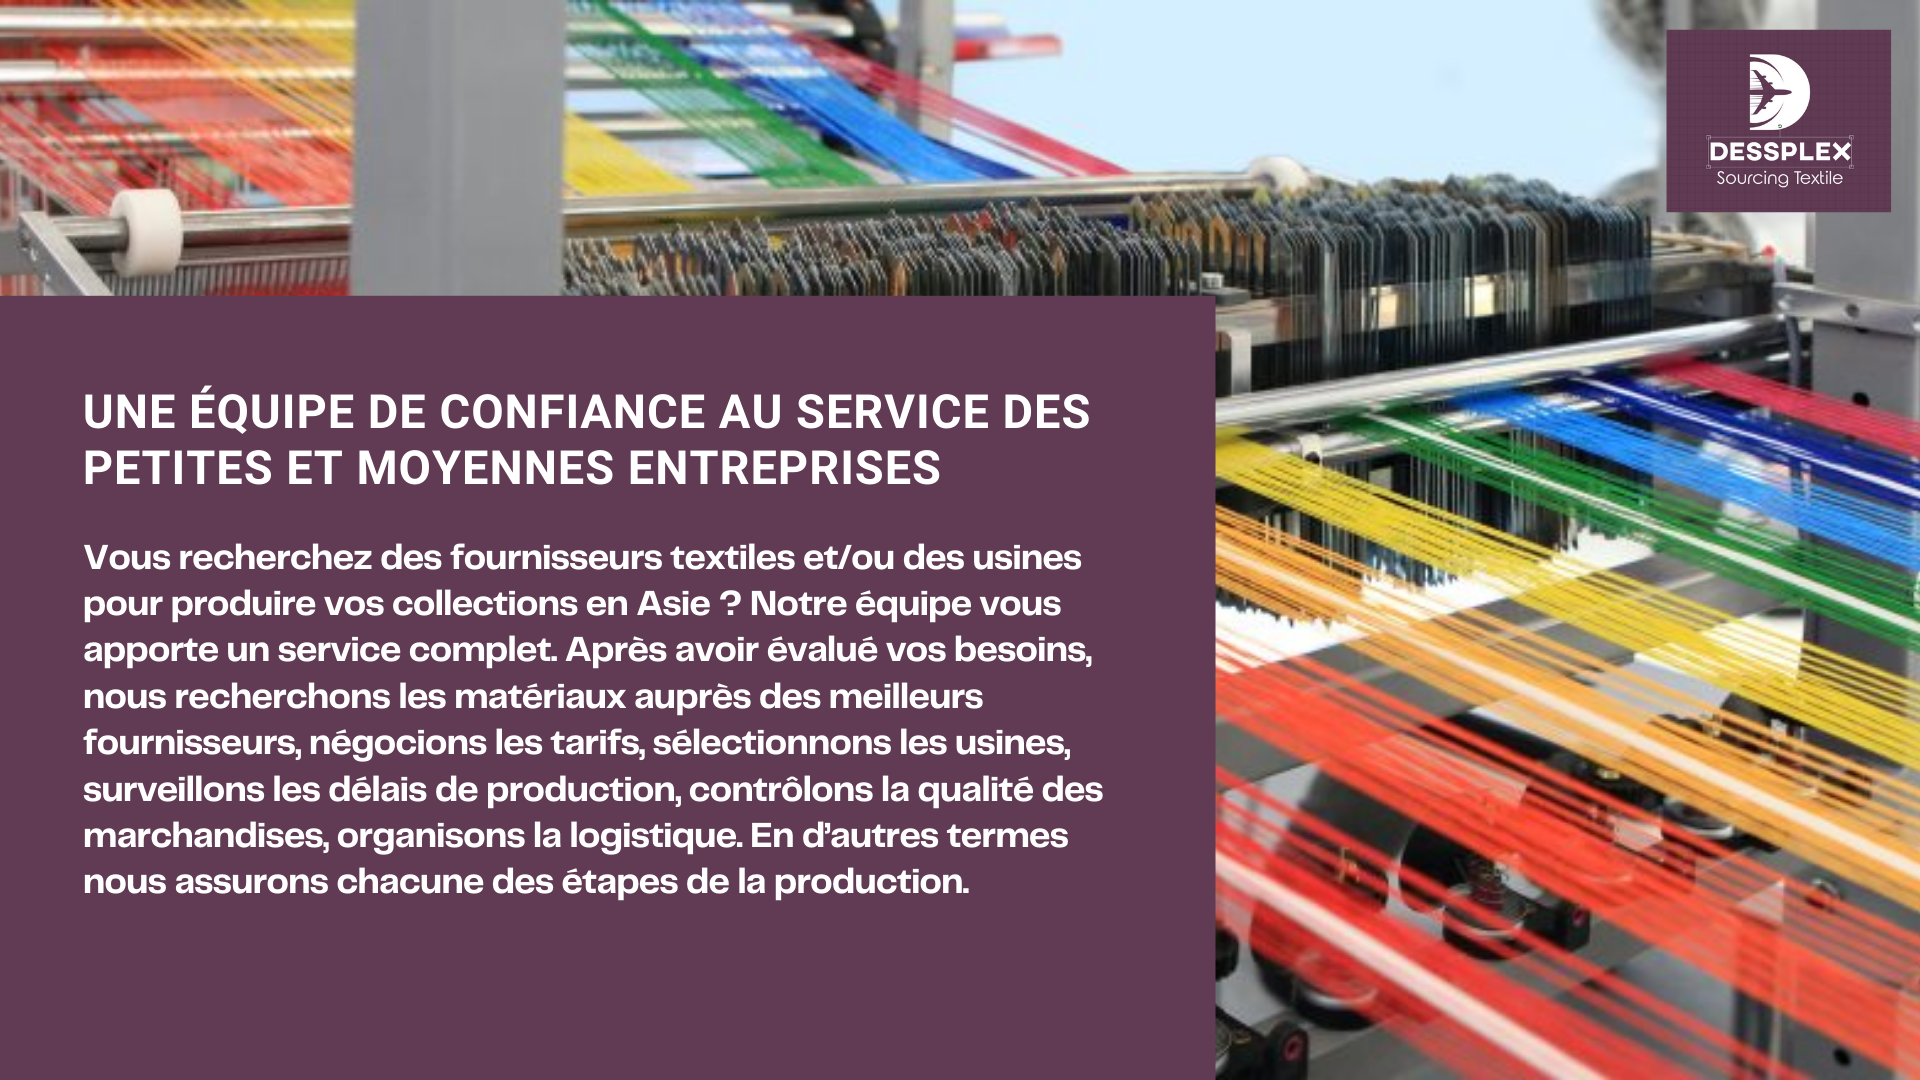 DESSPLEX
Sourcing Textile
UNE ÉQUIPE DE CONFIANCE AU SERVICE DES
PETITES ET MOYENNES ENTREPRISES
Vous recherchez des fournisseurs textiles et/ou des usines
pour produire vos collections en Asie ? Notre équipe vous
apporte un service complet. Après avoir évalué vos besoins,
nous recherchons les matériaux auprès des meilleurs
fournisseurs, négocions les tarifs, sélectionnons les usines,
surveillons les délais de production, contrôlons la qualité des
marchandises, organisons la logistique. En d’autres termes
nous assurons chacune des étapes de la production.